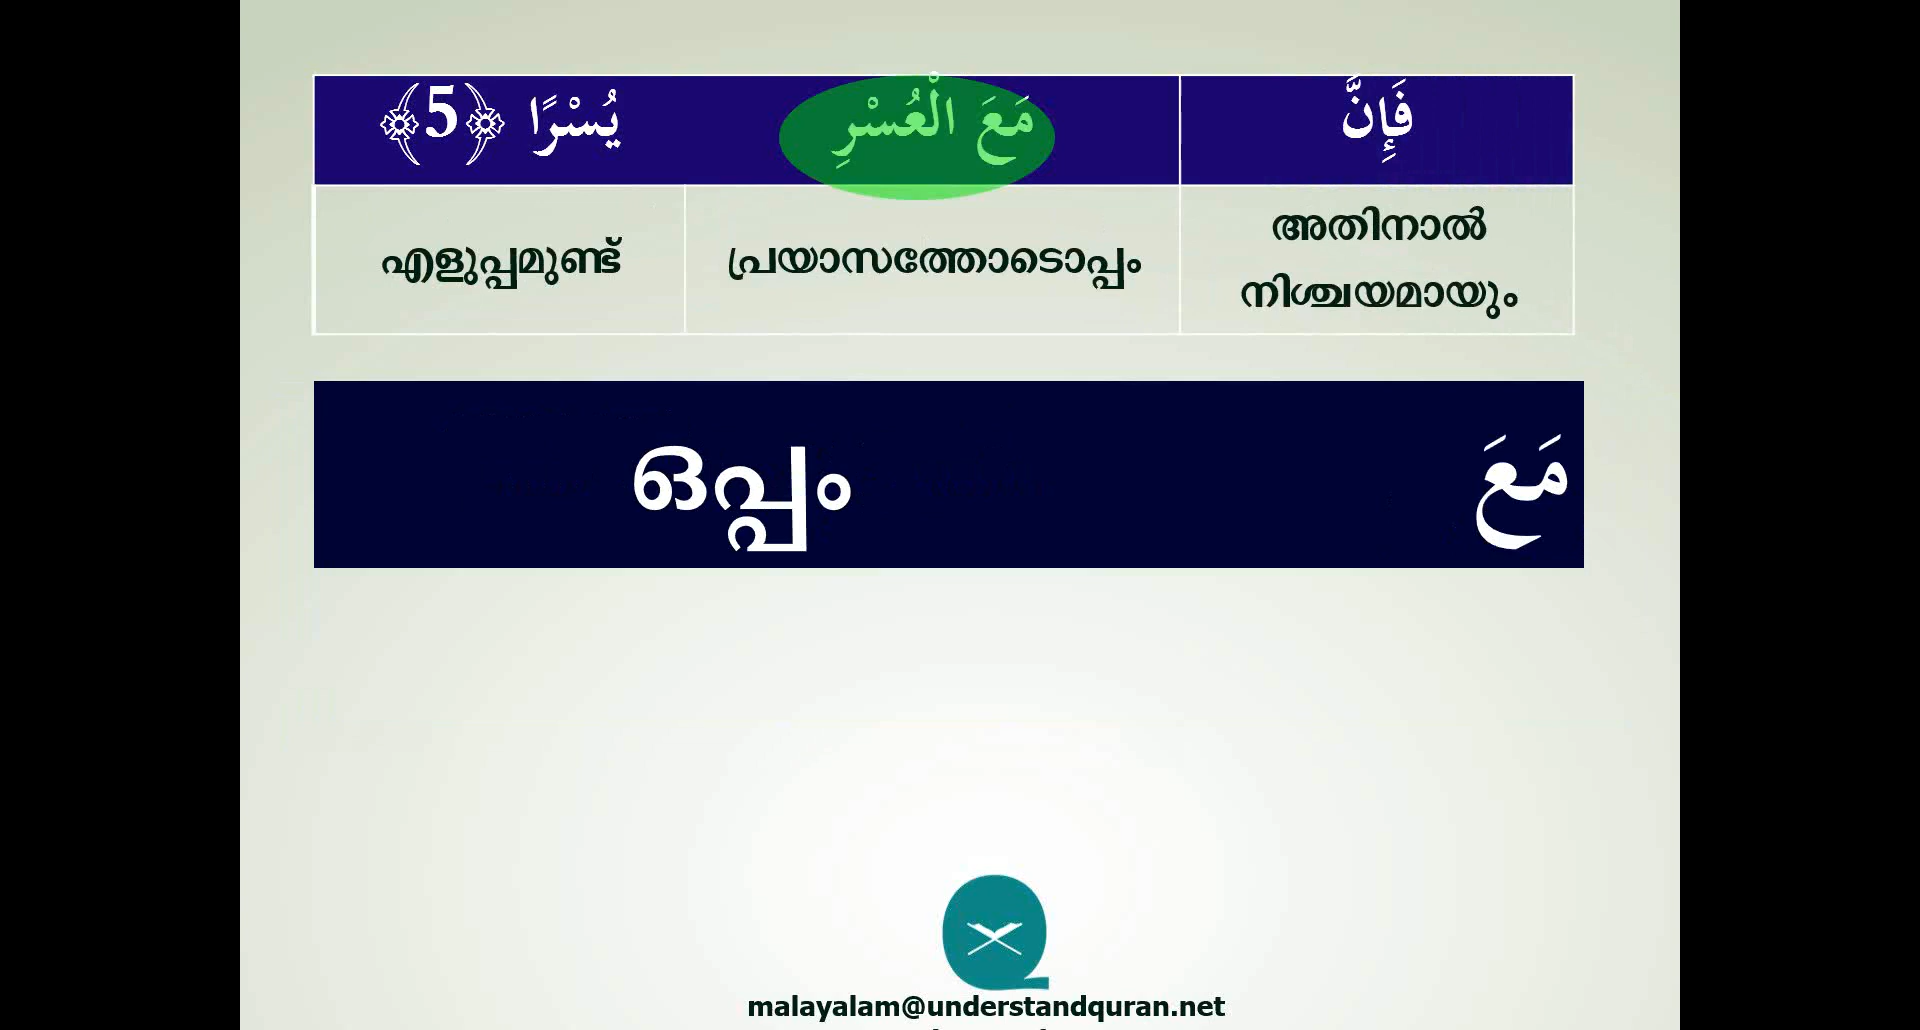 فَإِنَّ مَعَ الْعُسْرِ يُسْرًا ﴿5﴾
അതിനാൽ
നിശ്ചയമായും
പ്രയാസത്തോടൊപ്പം
എളുപ്പമുണ്ട്
مَعَ ഒപ്പം
malayalam@understandquran.net